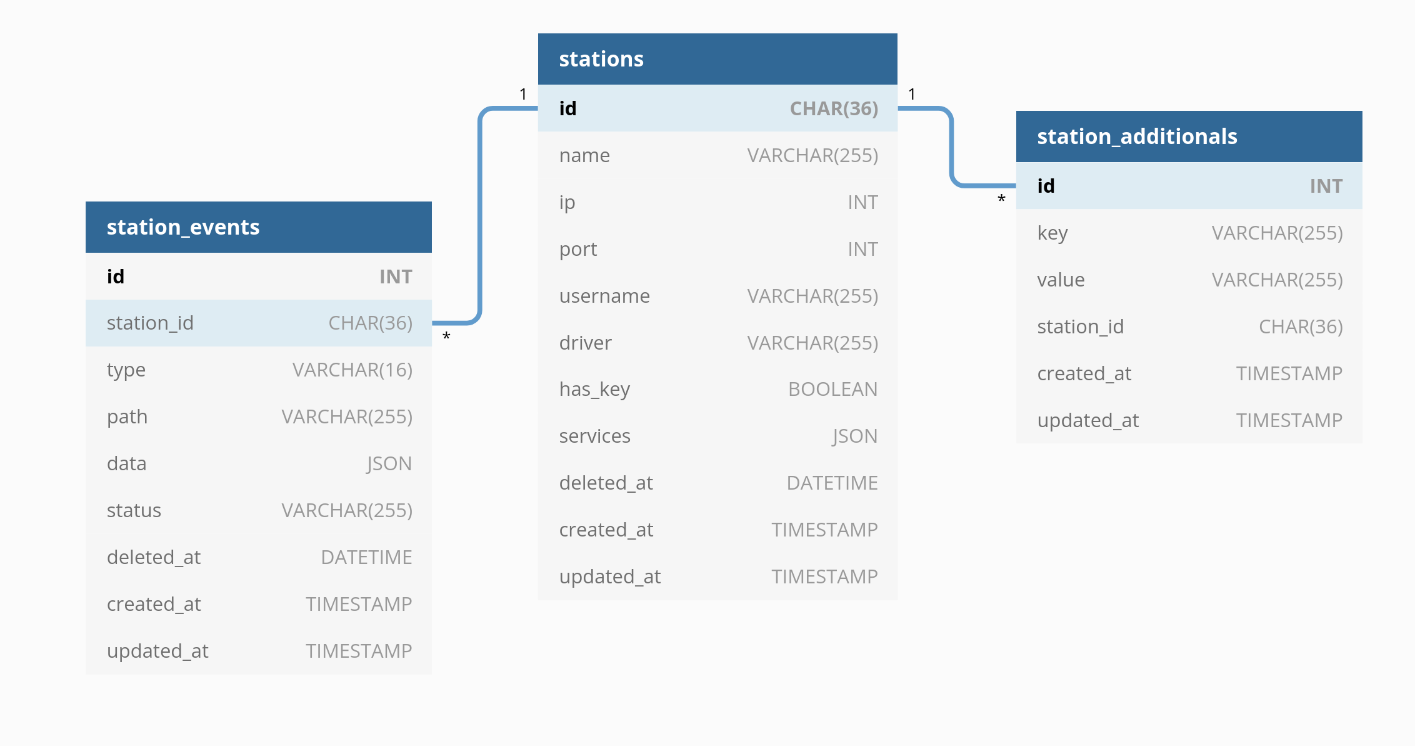 stations
1
id CHAR(36)
1
name VARCHAR(255)
ip INT
port INT
username VARCHAR(255)
driver VARCHAR(255)
has_key BOOLEAN
services JSON
deleted_at DATETIME
created_at TIMESTAMP
updated_at TIMESTAMP
station_events
id INT
station_id CHAR(36)
*
type VARCHAR(16)
path VARCHAR(255)
data JSON
status VARCHAR(255)
deleted_at DATETIME
created_at TIMESTAMP
updated_at TIMESTAMP
station_additionals
id INT
*
key VARCHAR(255)
value VARCHAR(255)
station_id CHAR(36)
created_at TIMESTAMP
updated_at TIMESTAMP